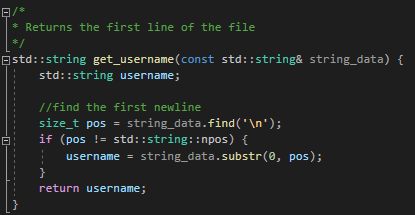 /*
* Returns the first line of the file
*/
std::string get_username(const std::string& string_data) {
    std::string username;

    //find the first newline
    size_t pos = string_data.find('\n');
    if (pos != std::string::npos) {
        username = string_data.substr(0, pos);
    }
    return username;
}